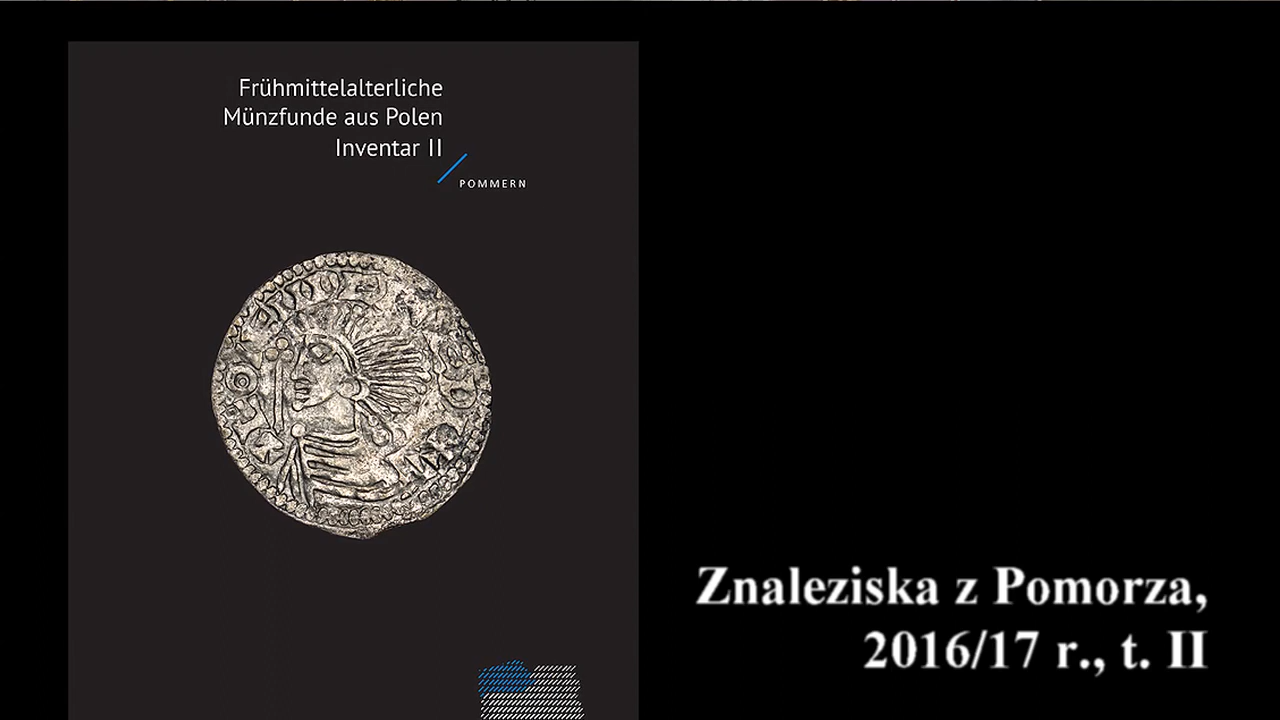 Frühmittelalterliche
Münzfunde aus Polen
Inventar II
POMMERN
Znaleziska z Pomorza,
2016/17 r., t. II